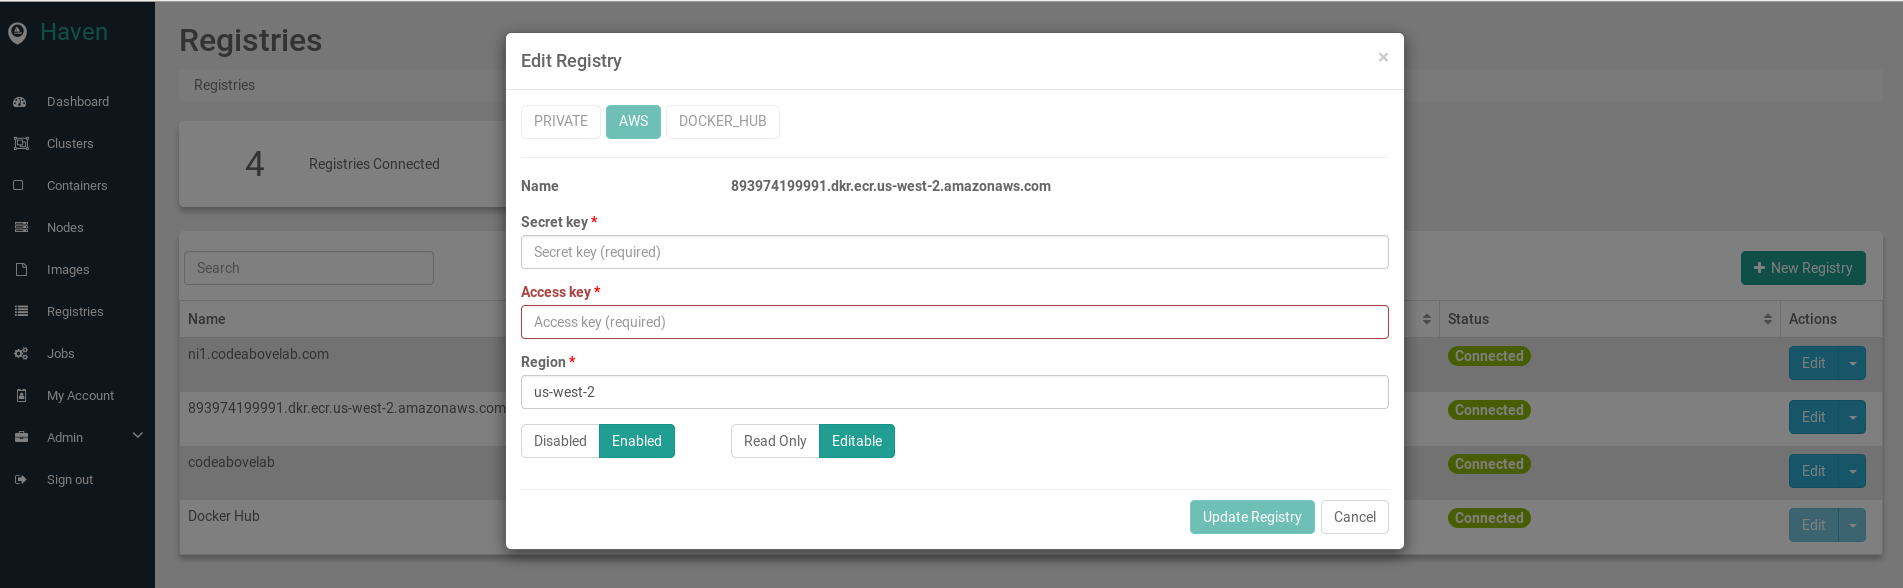 Haven
Dashboard
Clusters
Containers
Nodes
Images
Registries
Jobs
My Account
Admin
Sign out
Registries
Registries
4 Registries Connected
Search
+ New Registry
Name Status Actions
ni1.codeabovelab.com Connected Edit
893974199991.dkr.ecr.us-west-2.amazonaws.com Connected Edit
codeabovelab Connected Edit
Docker Hub Connected Edit
Edit Registry ×
PRIVATE AWS DOCKER_HUB
Name 893974199991.dkr.ecr.us-west-2.amazonaws.com
Secret key *
Secret key (required)
Access key *
Access key (required)
Region *
us-west-2
Disabled Enabled Read Only Editable
Update Registry Cancel